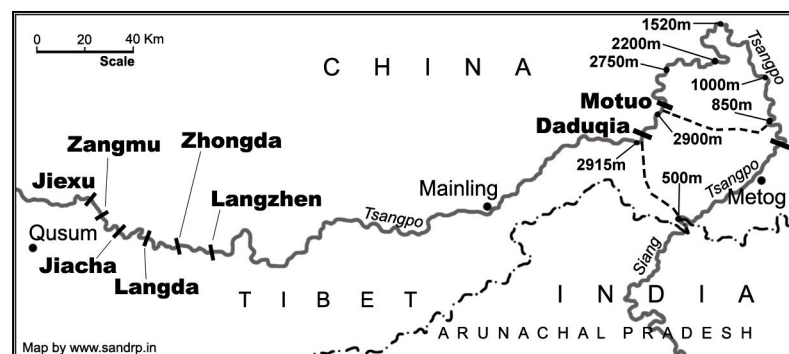 0 20 40 Km
Scale
C H I N A
1520m
Tsangpo
2200m
2750m
1000m
Motuo
850m
Daduqia
2900m
2915m
Zangmu
Zhongda
Jiexu
Langzhen
Mainling
500m
Tsangpo
Metog
Tsangpo
Qusum
Jiacha
Langda
Siang
T I B E T
I N D I A
A R U N A C H A L P R A D E S H
Map by www.sandrp.in